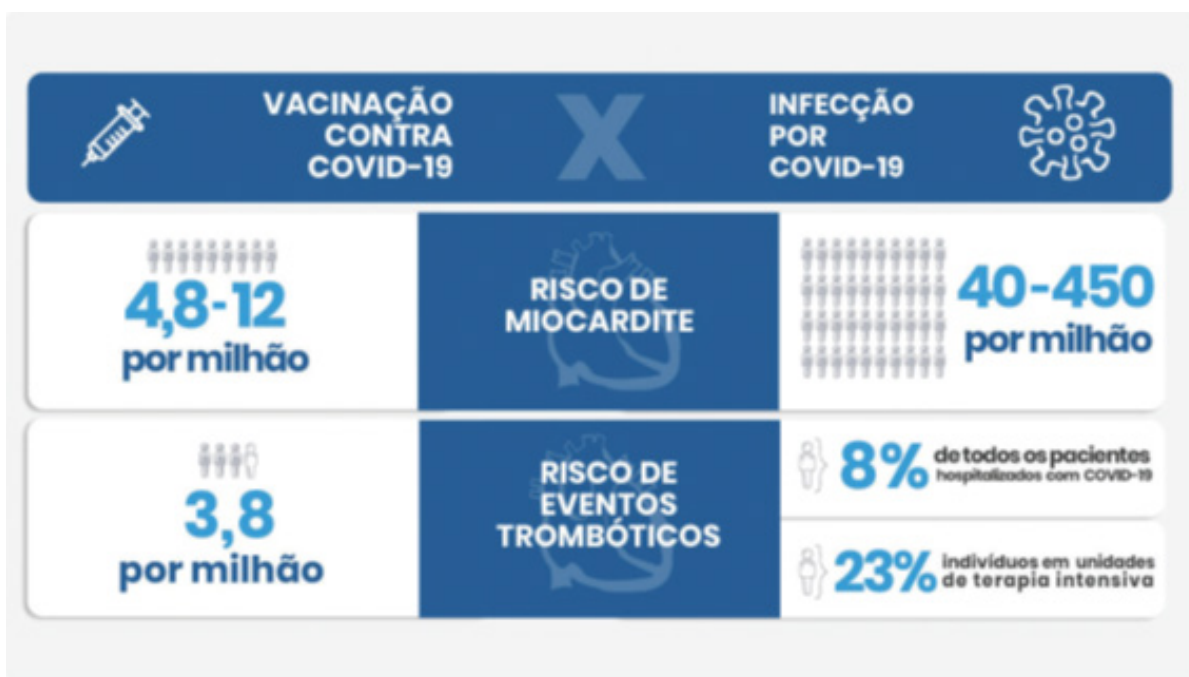 VACINAÇÃO
CONTRA
COVID-19
X
INFECÇÃO
POR
COVID-19
4,8-12
por milhão
RISCO DE
MIOCARDITE
40-450
por milhão
3,8
por milhão
RISCO DE
EVENTOS
TROMBÓTICOS
8% de todos os pacientes
hospitalizados com COVID-19
23% indivíduos em unidades
de terapia intensiva